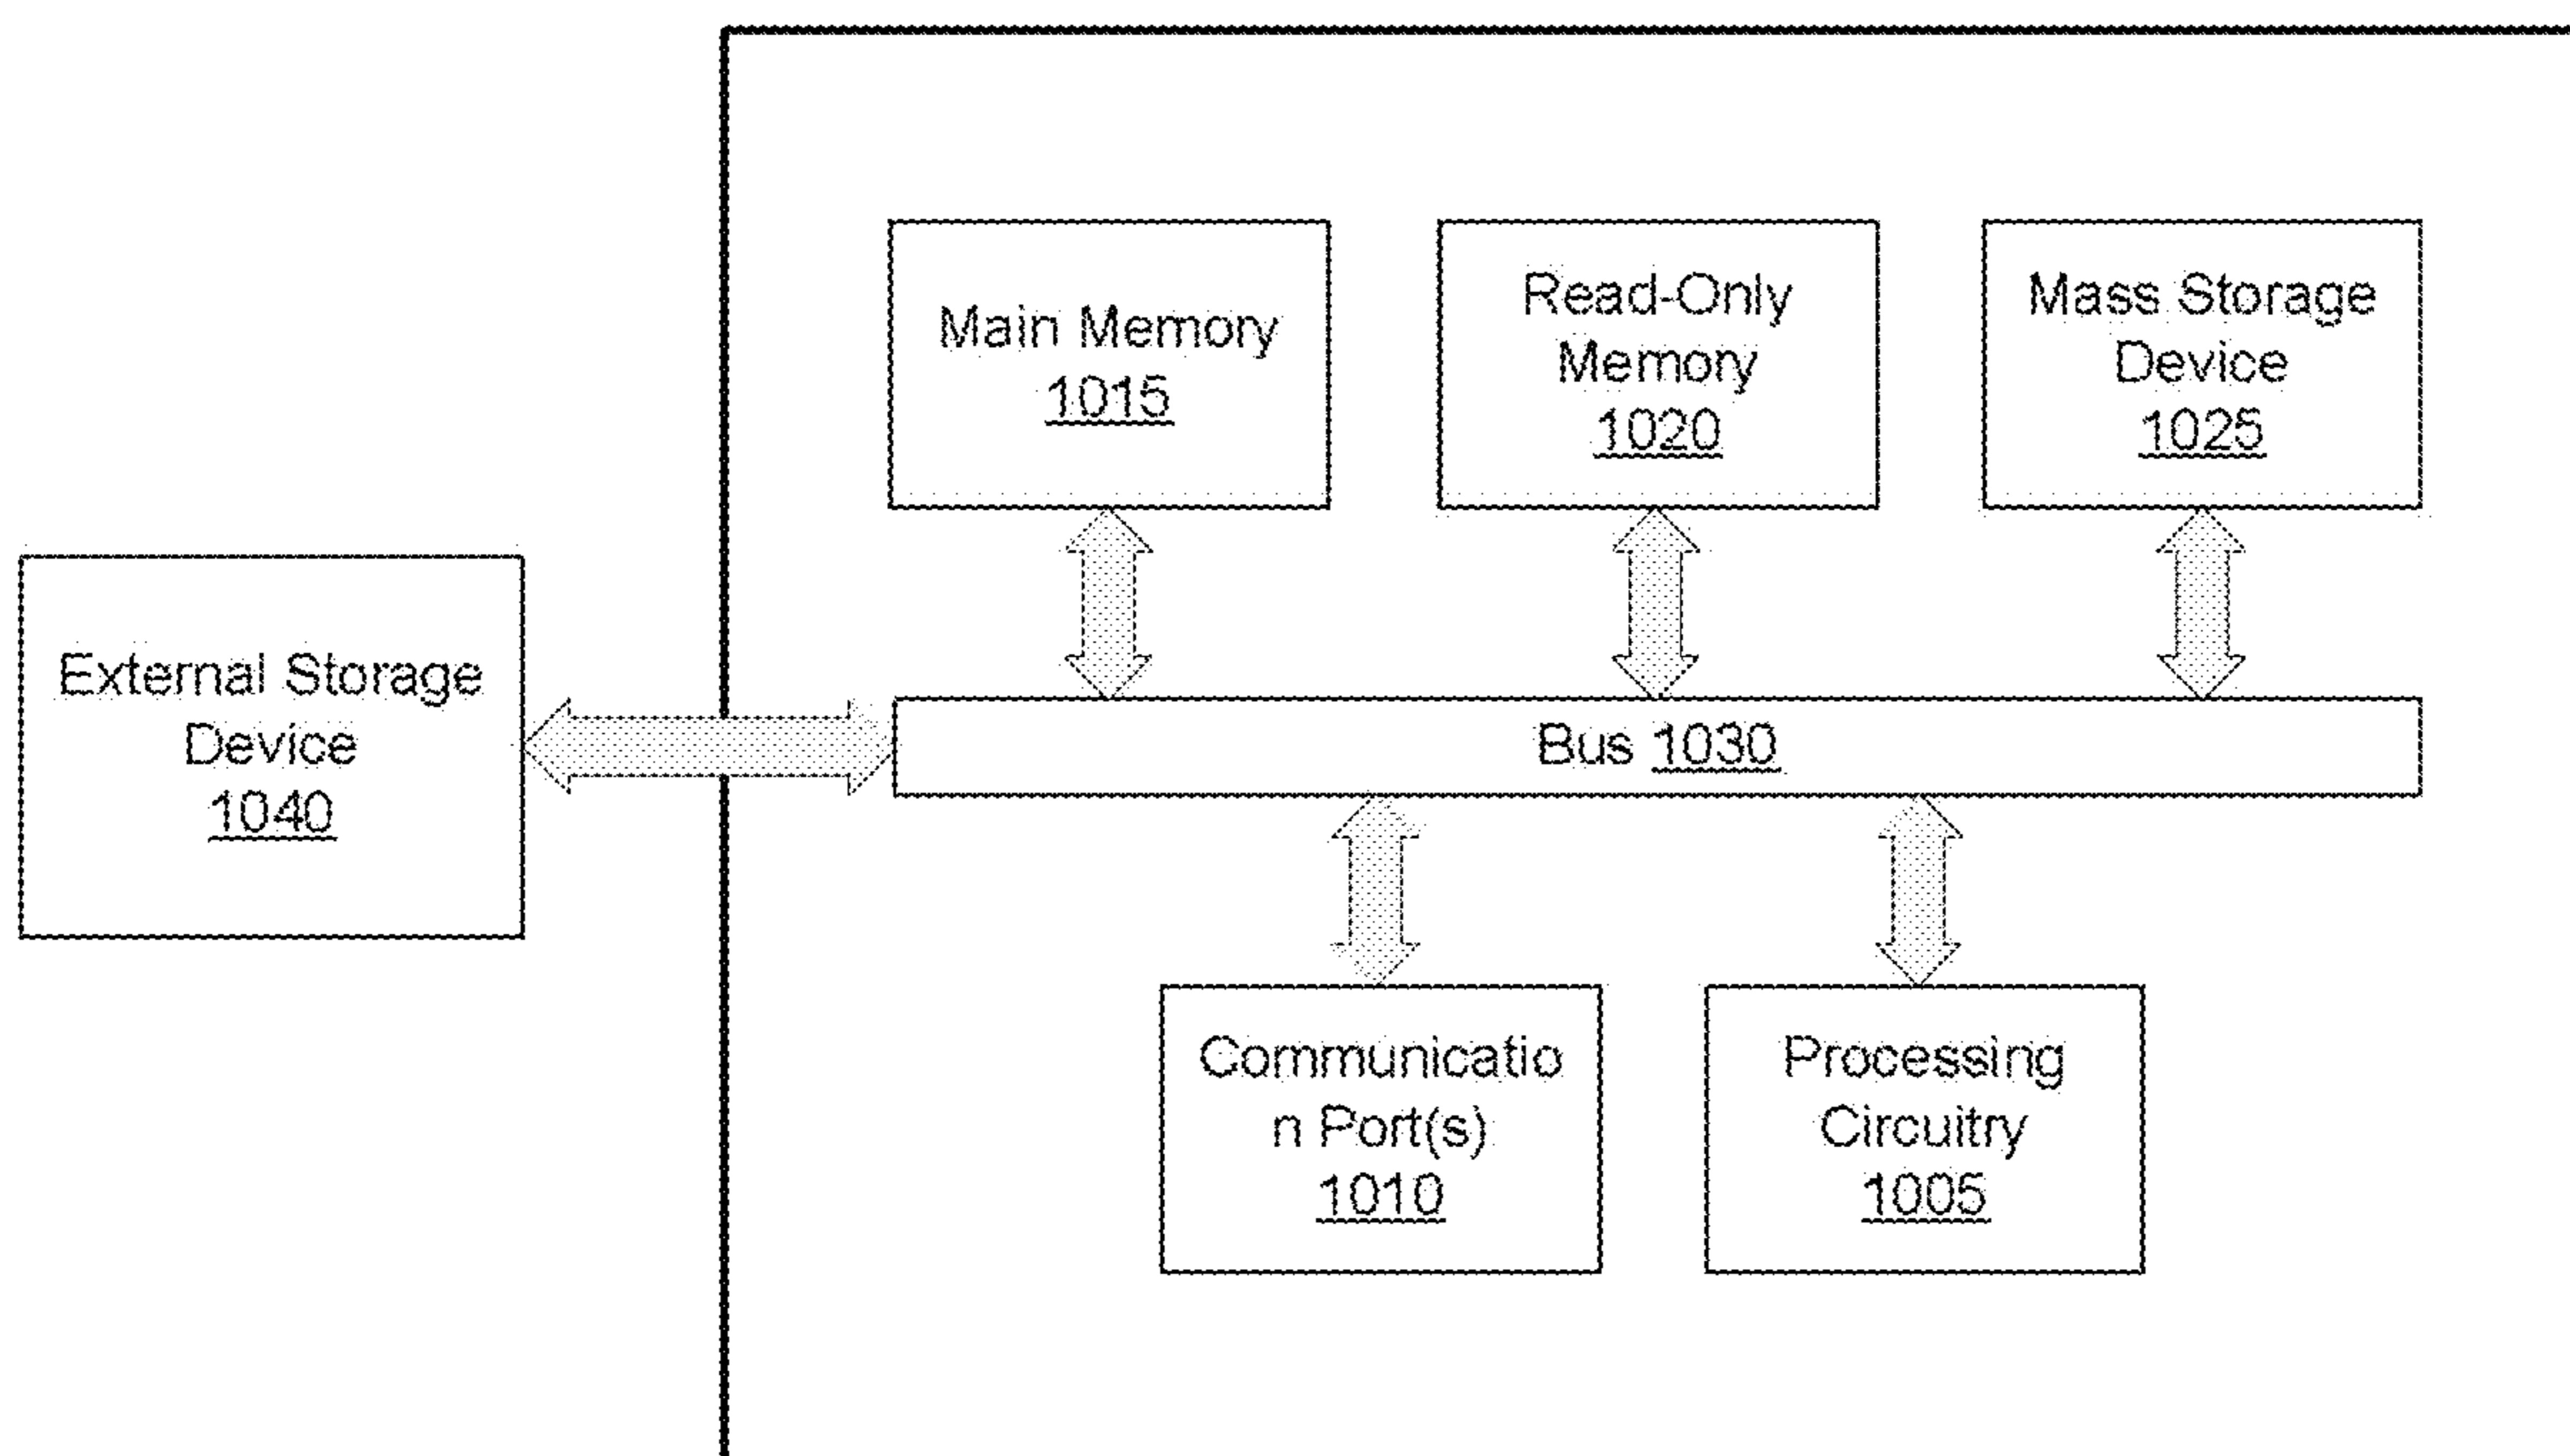 Main Memory
1015
Read-Only
Memory
1020
Mass Storage
Device
1025
External Storage
Device
1040
Bus 1030
Communicatio
n Port(s)
1010
Processing
Circuitry
1005